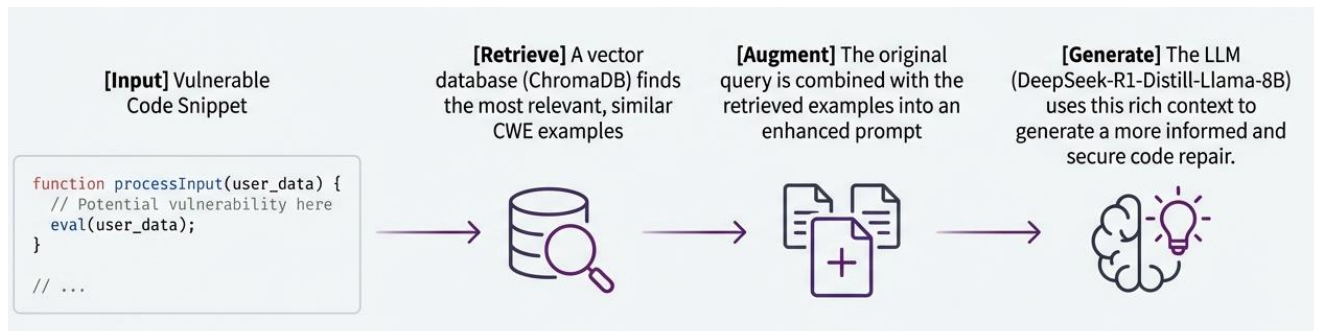 [Input] Vulnerable
Code Snippet
function processInput(user_data) {
// Potential vulnerability here
eval(user_data);
}
// ...
[Retrieve] A vector
database (ChromaDB) finds
the most relevant, similar
CWE examples
[Augment] The original
query is combined with the
retrieved examples into an
enhanced prompt
[Generate] The LLM
(DeepSeek-R1-Distill-Llama-8B)
uses this rich context to
generate a more informed and
secure code repair.